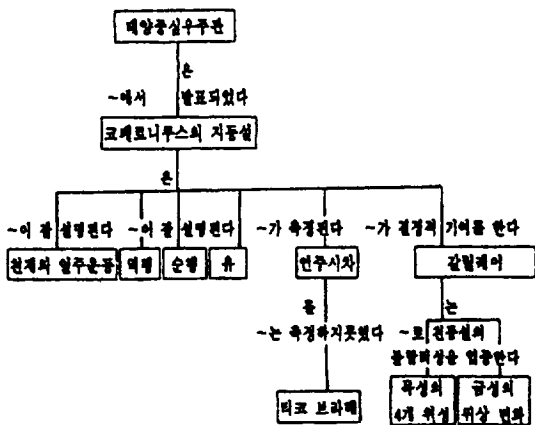 태양중심우주관
은
~에서 발표되었다
코페르니쿠스의 지동설
은
~이 잘 설명된다 ~이 잘 설명된다 ~가 측정된다 ~가 결정적 기여를 한다
천체의 일주운동 역행 순행 유 연주시차 갈릴레이
를 는
~는 측정하지못했다 ~로 천동설의
불합리성을 입증한다
티코 브라헤 목성의 금성의
4개 위성 위상 변화